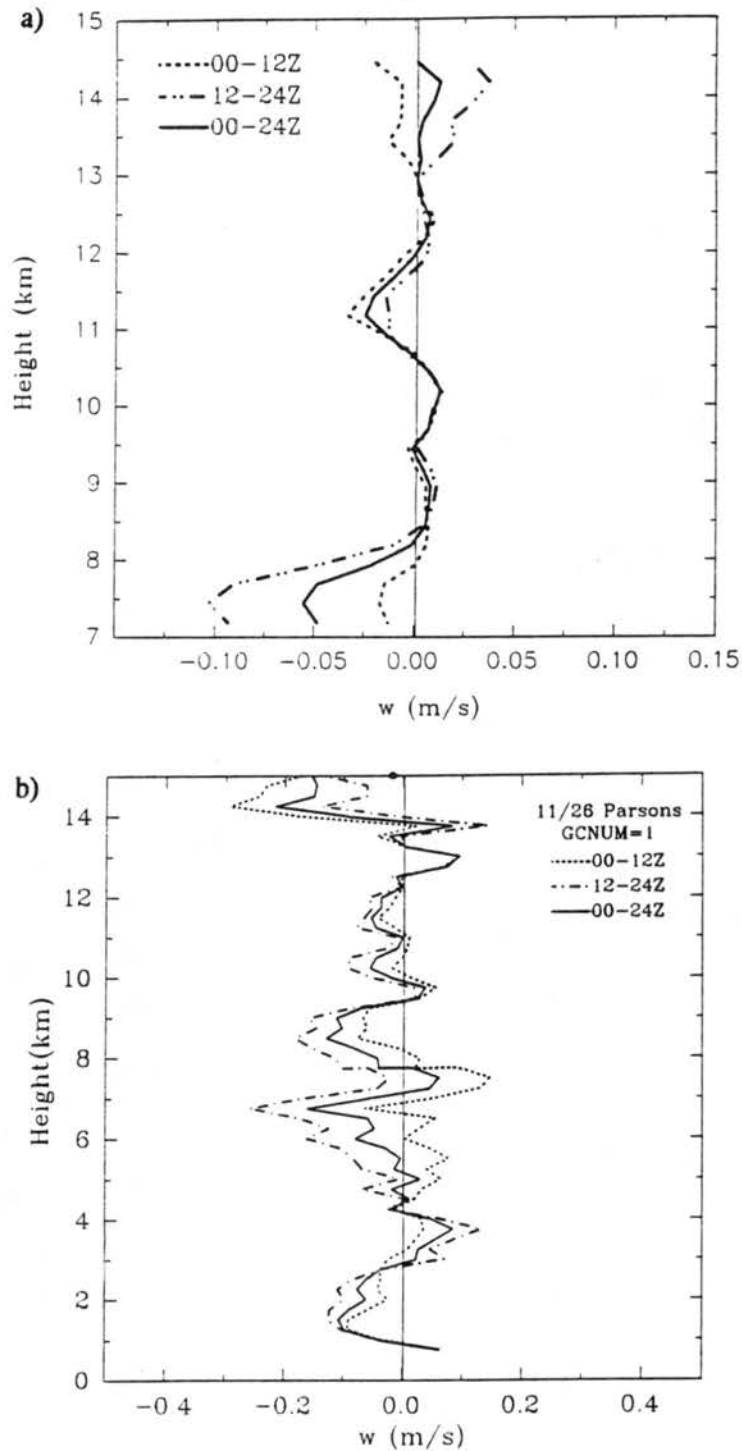 a)
15
14
13
12
11
10
9
8
7
Height (km)
00-12Z
12-24Z
00-24Z
-0.10
-0.05
0.00
0.05
0.10
0.15
w (m/s)
b)
14
12
10
8
6
4
2
0
Height(km)
11/26 Parsons
GCNUM=1
00-12Z
12-24Z
00-24Z
-0.4
-0.2
0.0
0.2
0.4
w (m/s)